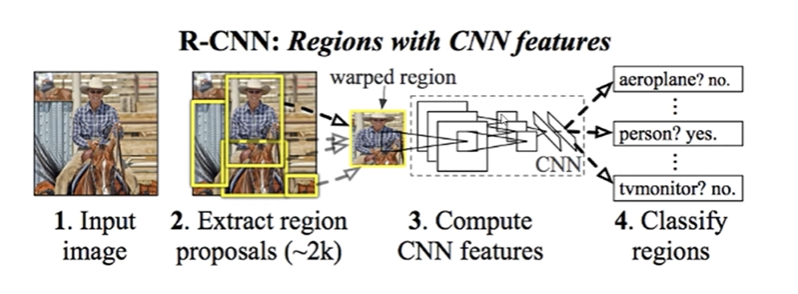 R-CNN: Regions with CNN features
warped region
aeroplane? no.
person? yes.
tvmonitor? no.
CNN
1. Input
image
2. Extract region
proposals (~2k)
3. Compute
CNN features
4. Classify
regions